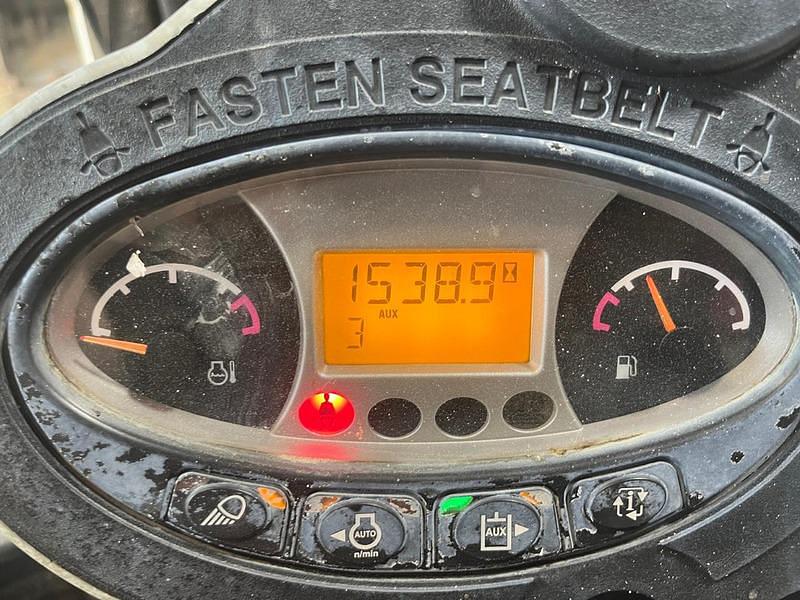 FASTEN SEATBELT
1538.9
AUX
3
AUTO
n/min
AUX
i